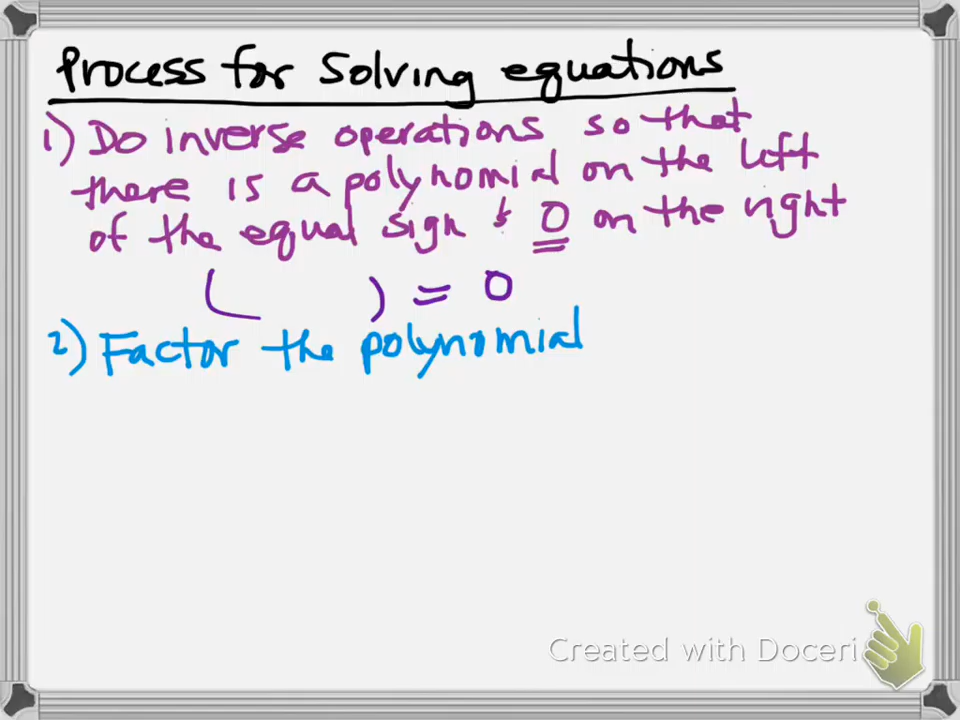 Process for Solving equations
1) Do inverse operations so that
there is a polynomial on the left
of the equal sign & 0 on the right
( ) = 0
2) Factor the polynomial
Created with Doceri